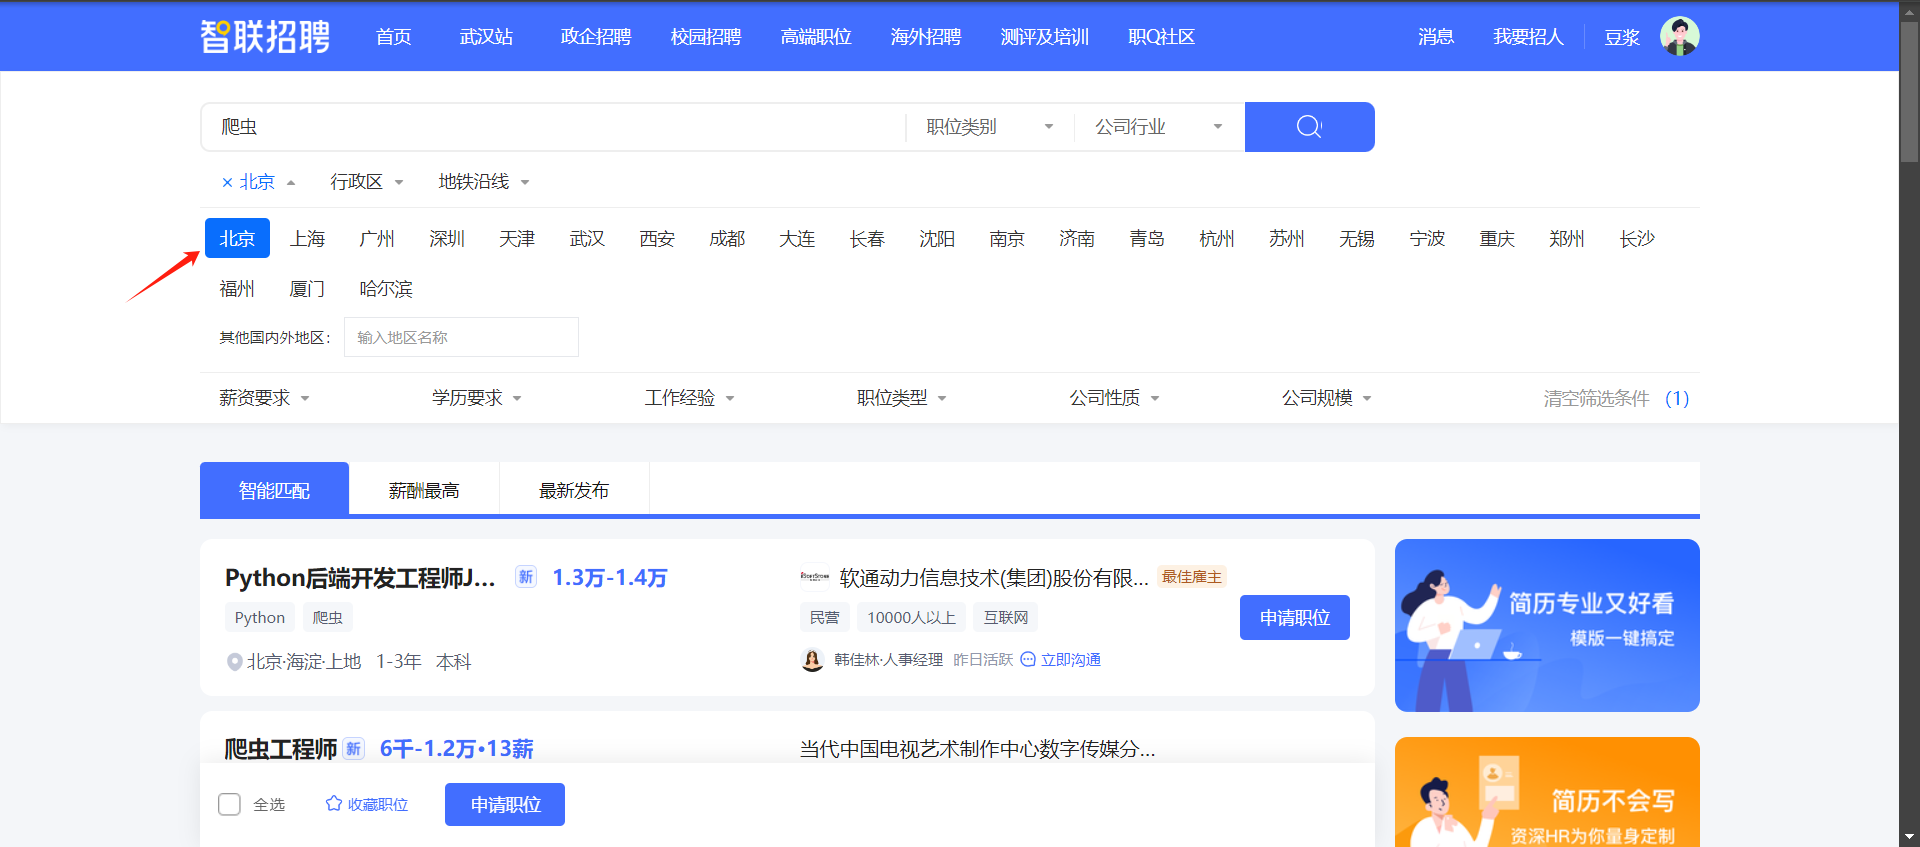 智联招聘 首页 武汉站 政企招聘 校园招聘 高端职位 海外招聘 测评及培训 职Q社区 消息 我要招人 豆浆
爬虫 职位类别 公司行业
× 北京 行政区 地铁沿线
北京 上海 广州 深圳 天津 武汉 西安 成都 大连 长春 沈阳 南京 济南 青岛 杭州 苏州 无锡 宁波 重庆 郑州 长沙
福州 厦门 哈尔滨
其他国内外地区： 输入地区名称
薪资要求 学历要求 工作经验 职位类型 公司性质 公司规模 清空筛选条件 (1)
智能匹配 薪酬最高 最新发布
Python后端开发工程师J... 新 1.3万-1.4万
软通动力信息技术(集团)股份有限... 最佳雇主
Python 爬虫
民营 10000人以上 互联网
申请职位
北京·海淀·上地 1-3年 本科
韩佳林·人事经理 昨日活跃 立即沟通
简历专业又好看
模版一键搞定
爬虫工程师 新 6千-1.2万·13薪
当代中国电视艺术制作中心数字传媒分...
全选 收藏职位 申请职位
简历不会写
资深HR为你量身定制